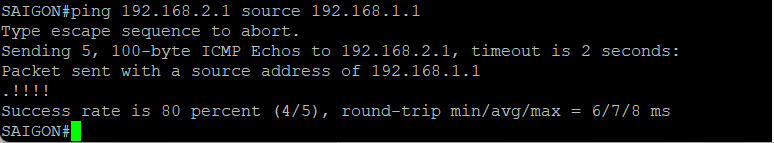 SAIGON#ping 192.168.2.1 source 192.168.1.1
Type escape sequence to abort.
Sending 5, 100-byte ICMP Echos to 192.168.2.1, timeout is 2 seconds:
Packet sent with a source address of 192.168.1.1
.!!!!
Success rate is 80 percent (4/5), round-trip min/avg/max = 6/7/8 ms
SAIGON#